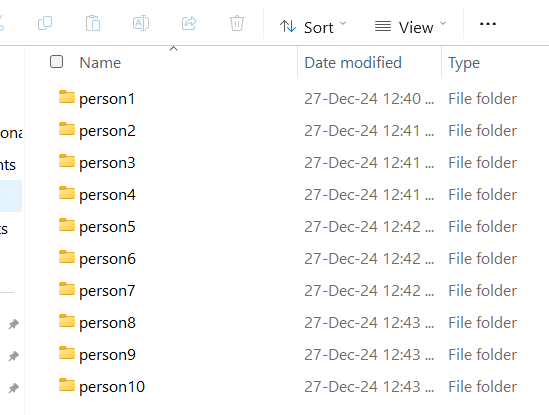 Sort View ...
Name Date modified Type
person1 27-Dec-24 12:40 ... File folder
ona
person2 27-Dec-24 12:41 ... File folder
nts person3 27-Dec-24 12:41 ... File folder
person4 27-Dec-24 12:41 ... File folder
ts person5 27-Dec-24 12:42 ... File folder
person6 27-Dec-24 12:42 ... File folder
person7 27-Dec-24 12:42 ... File folder
person8 27-Dec-24 12:43 ... File folder
person9 27-Dec-24 12:43 ... File folder
person10 27-Dec-24 12:43 ... File folder